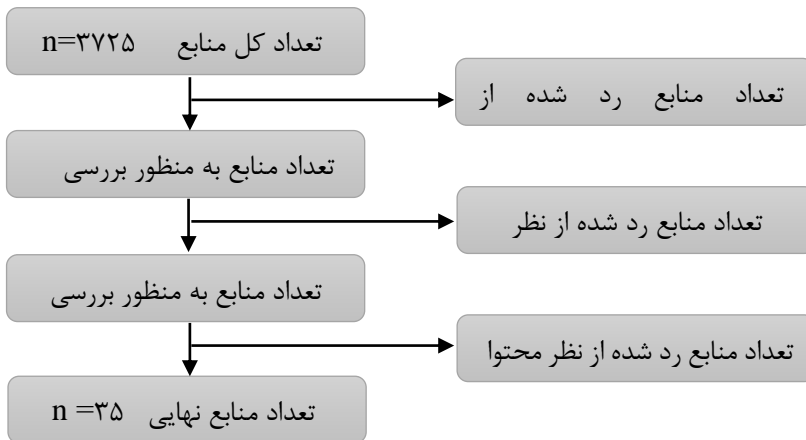 تعداد کل منابع n=۳۷۲۵
تعداد منابع رد شده از
تعداد منابع به منظور بررسی
تعداد منابع رد شده از نظر
تعداد منابع به منظور بررسی
تعداد منابع رد شده از نظر محتوا
تعداد منابع نهایی n =۳۵